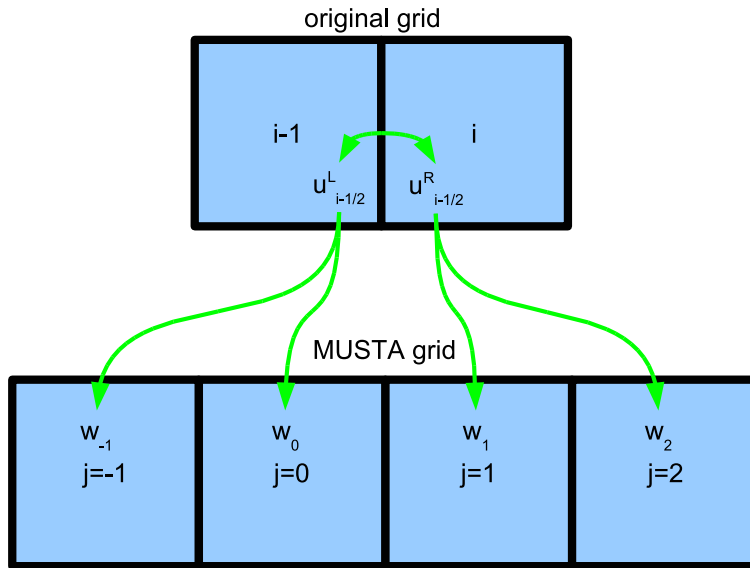 original grid
i-1 i
u^L_{i-1/2} u^R_{i-1/2}
MUSTA grid
w_{-1} w_0 w_1 w_2
j=-1 j=0 j=1 j=2